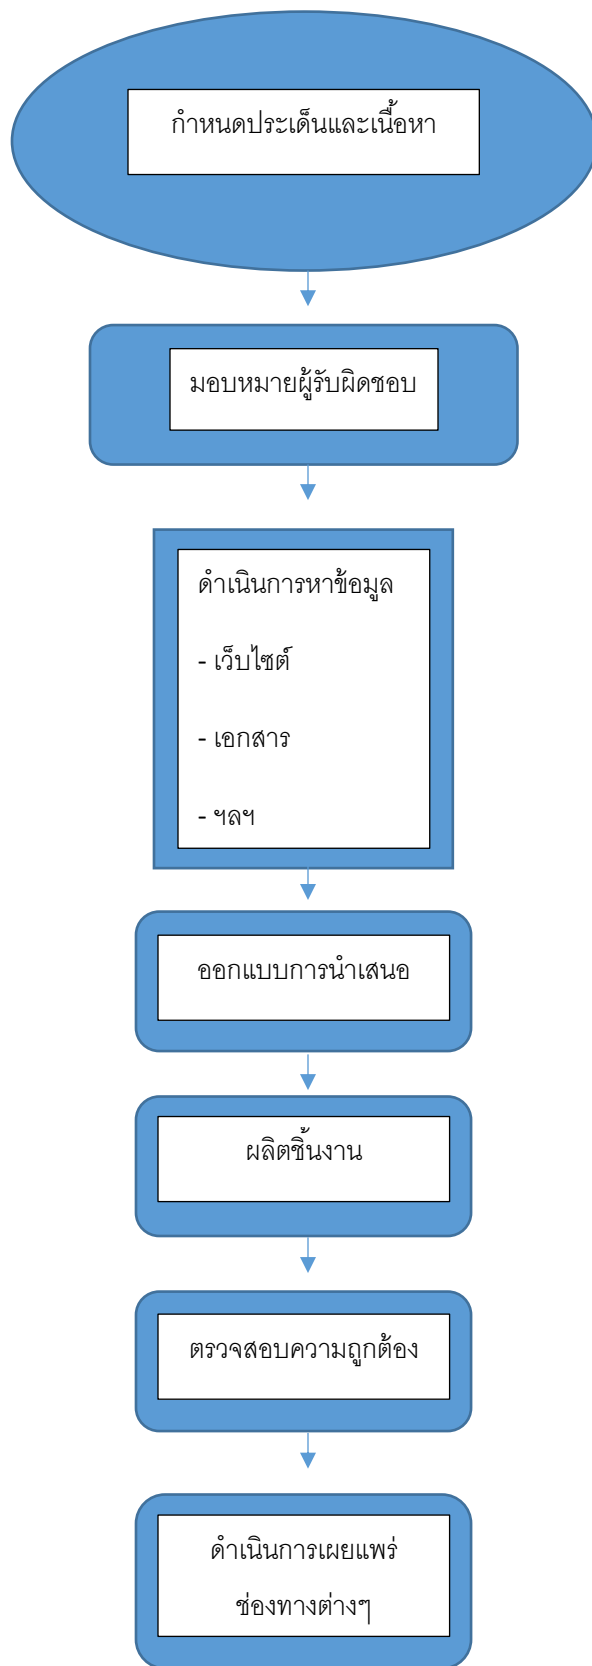 กำหนดประเด็นและเนื้อหา
มอบหมายผู้รับผิดชอบ
ดำเนินการหาข้อมูล
- เว็บไซต์
- เอกสาร
- ฯลฯ
ออกแบบการนำเสนอ
ผลิตชิ้นงาน
ตรวจสอบความถูกต้อง
ดำเนินการเผยแพร่
ช่องทางต่างๆ